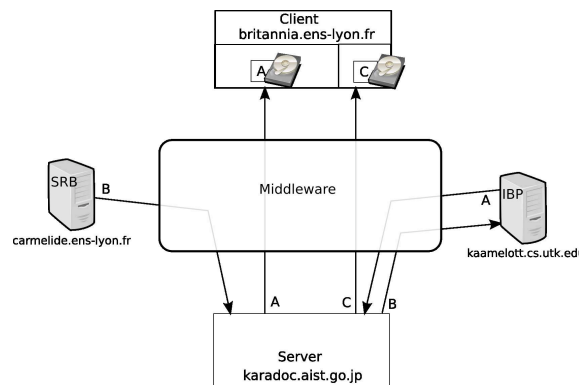 Client
britannia.ens-lyon.fr
A
C
SRB
B
carmelide.ens-lyon.fr
Middleware
IBP
A
kaamelott.cs.utk.ed
A
C
B
Server
karadoc.aist.go.jp